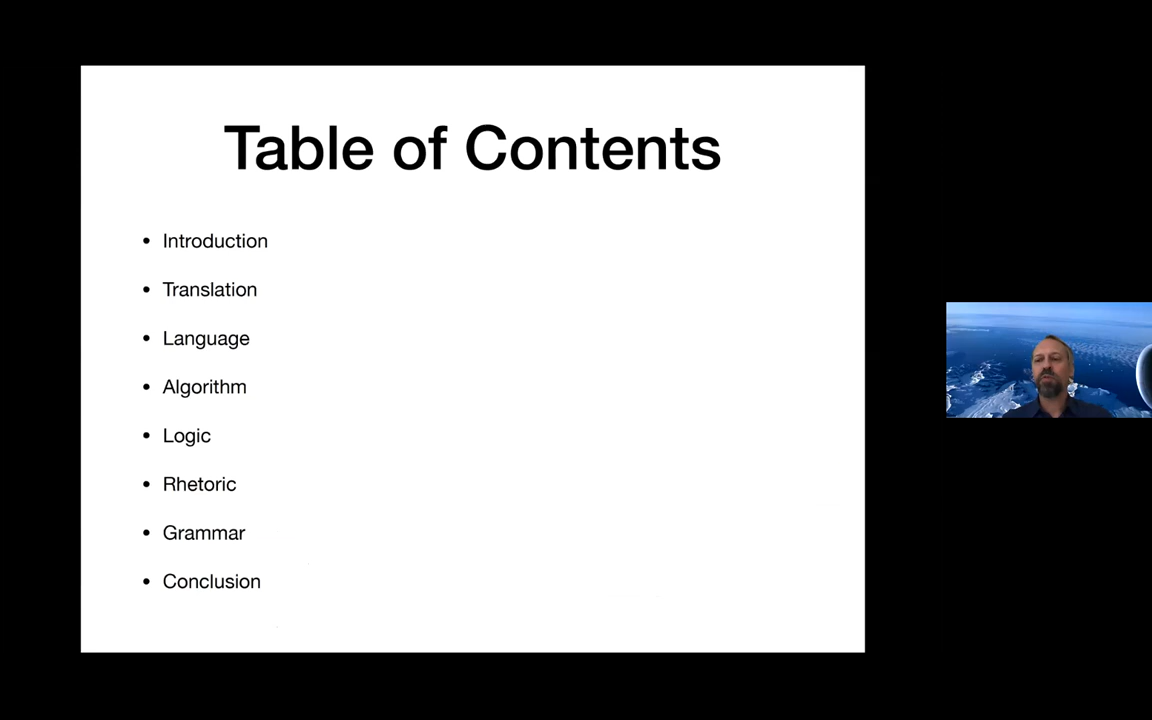 Table of Contents
• Introduction
• Translation
• Language
• Algorithm
• Logic
• Rhetoric
• Grammar
• Conclusion